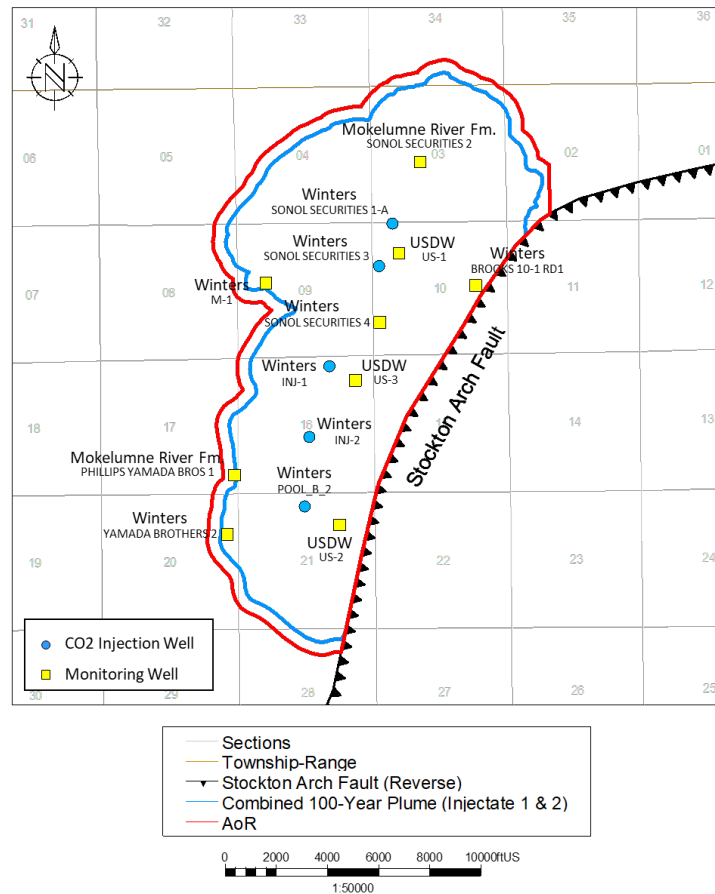 31 32 33 34 35 36
N
Mokelumne River Fm.
SONOL SECURITIES 2
06 05 04 03 02 01
Winters
SONOL SECURITIES 1-A
Winters
SONOL SECURITIES 3
USDW
US-1
Winters
BROCKS 10-1 RD1
Winters
M-1
07 08 09 10 11 12
Winters
SONOL SECURITIES 4
Winters
INJ-1
USDW
US-3
Stockton Arch Fault
18 17 16 14 13
Winters
INJ-2
Mokelumne River Fm.
PHILLIPS YAMADA BROS 1
Winters
POOL_B_2
Winters
YAMADA BROTHERS 2
USDW
US-2
19 20 21 22 23 24
CO2 Injection Well
Monitoring Well
30 29 28 27 26 25
Sections
Township-Range
Stockton Arch Fault (Reverse)
Combined 100-Year Plume (Injectate 1 & 2)
AoR
0 2000 4000 6000 8000 10000ftUS
1:50000